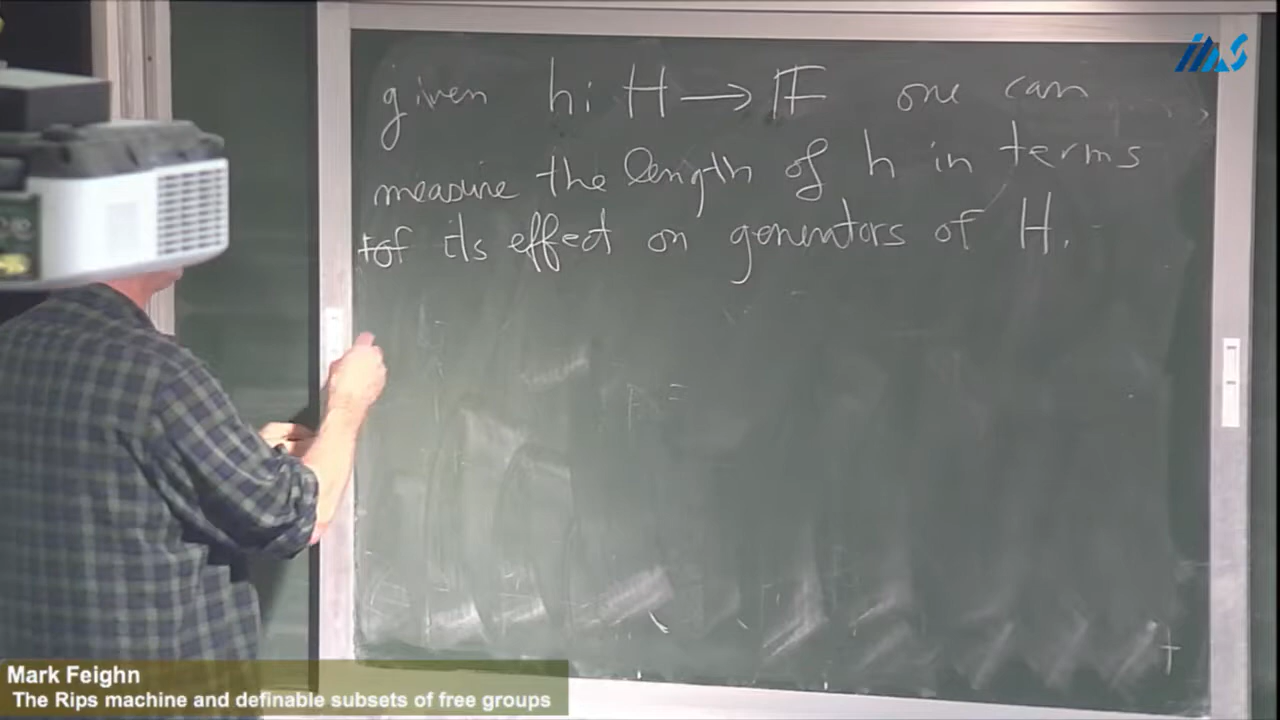 given h: H → 𝔽 one can
measure the length of h in terms
of its effect on generators of H.
ims
Mark Feighn
The Rips machine and definable subsets of free groups